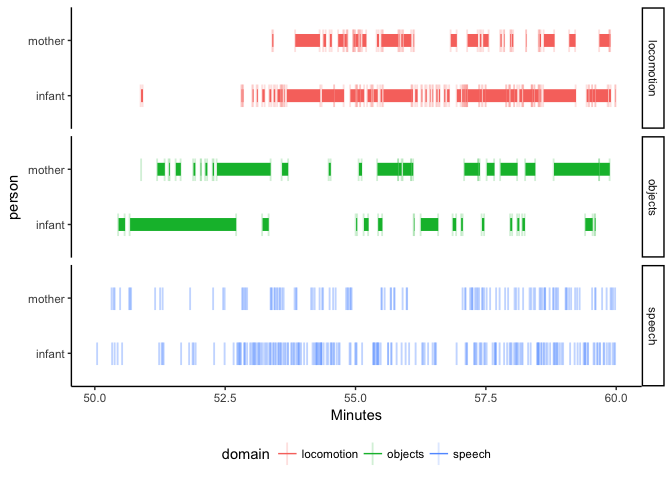 mother
infant
locomotion
mother
infant
objects
mother
infant
speech
person
50.0 52.5 55.0 57.5 60.0
Minutes
domain locomotion objects speech